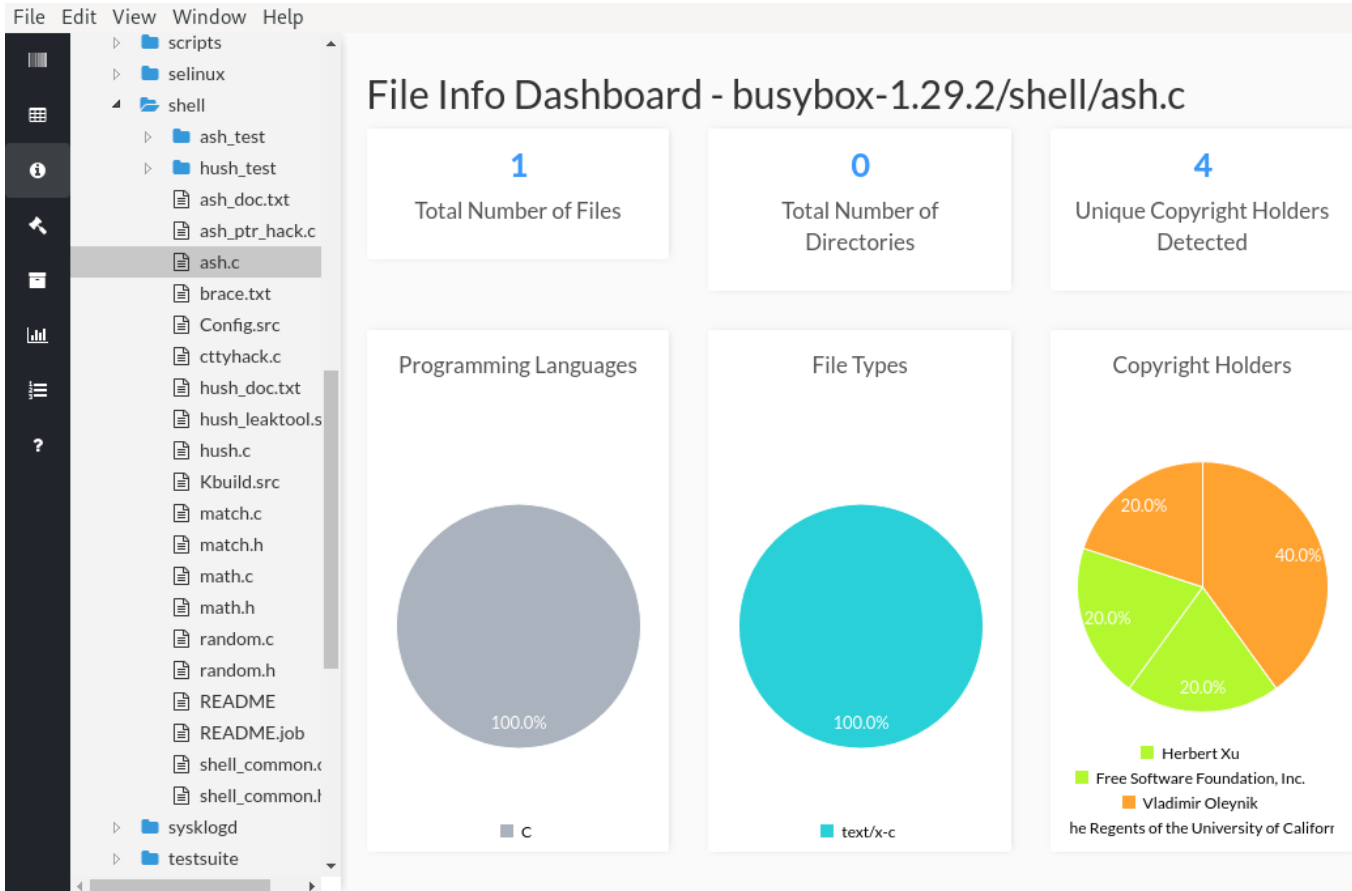 File Edit View Window Help
scripts
selinux
shell
ash_test
hush_test
ash_doc.txt
ash_ptr_hack.c
ash.c
brace.txt
Config.src
cttyhack.c
hush_doc.txt
hush_leaktool.s
hush.c
Kbuild.src
match.c
match.h
math.c
math.h
random.c
random.h
README
README.job
shell_common.c
shell_common.h
sysklogd
testsuite
File Info Dashboard - busybox-1.29.2/shell/ash.c
1
Total Number of Files
0
Total Number of
Directories
4
Unique Copyright Holders
Detected
Programming Languages
100.0%
C
File Types
100.0%
text/x-c
Copyright Holders
20.0%
40.0%
20.0%
20.0%
Herbert Xu
Free Software Foundation, Inc.
Vladimir Oleynik
he Regents of the University of Californ